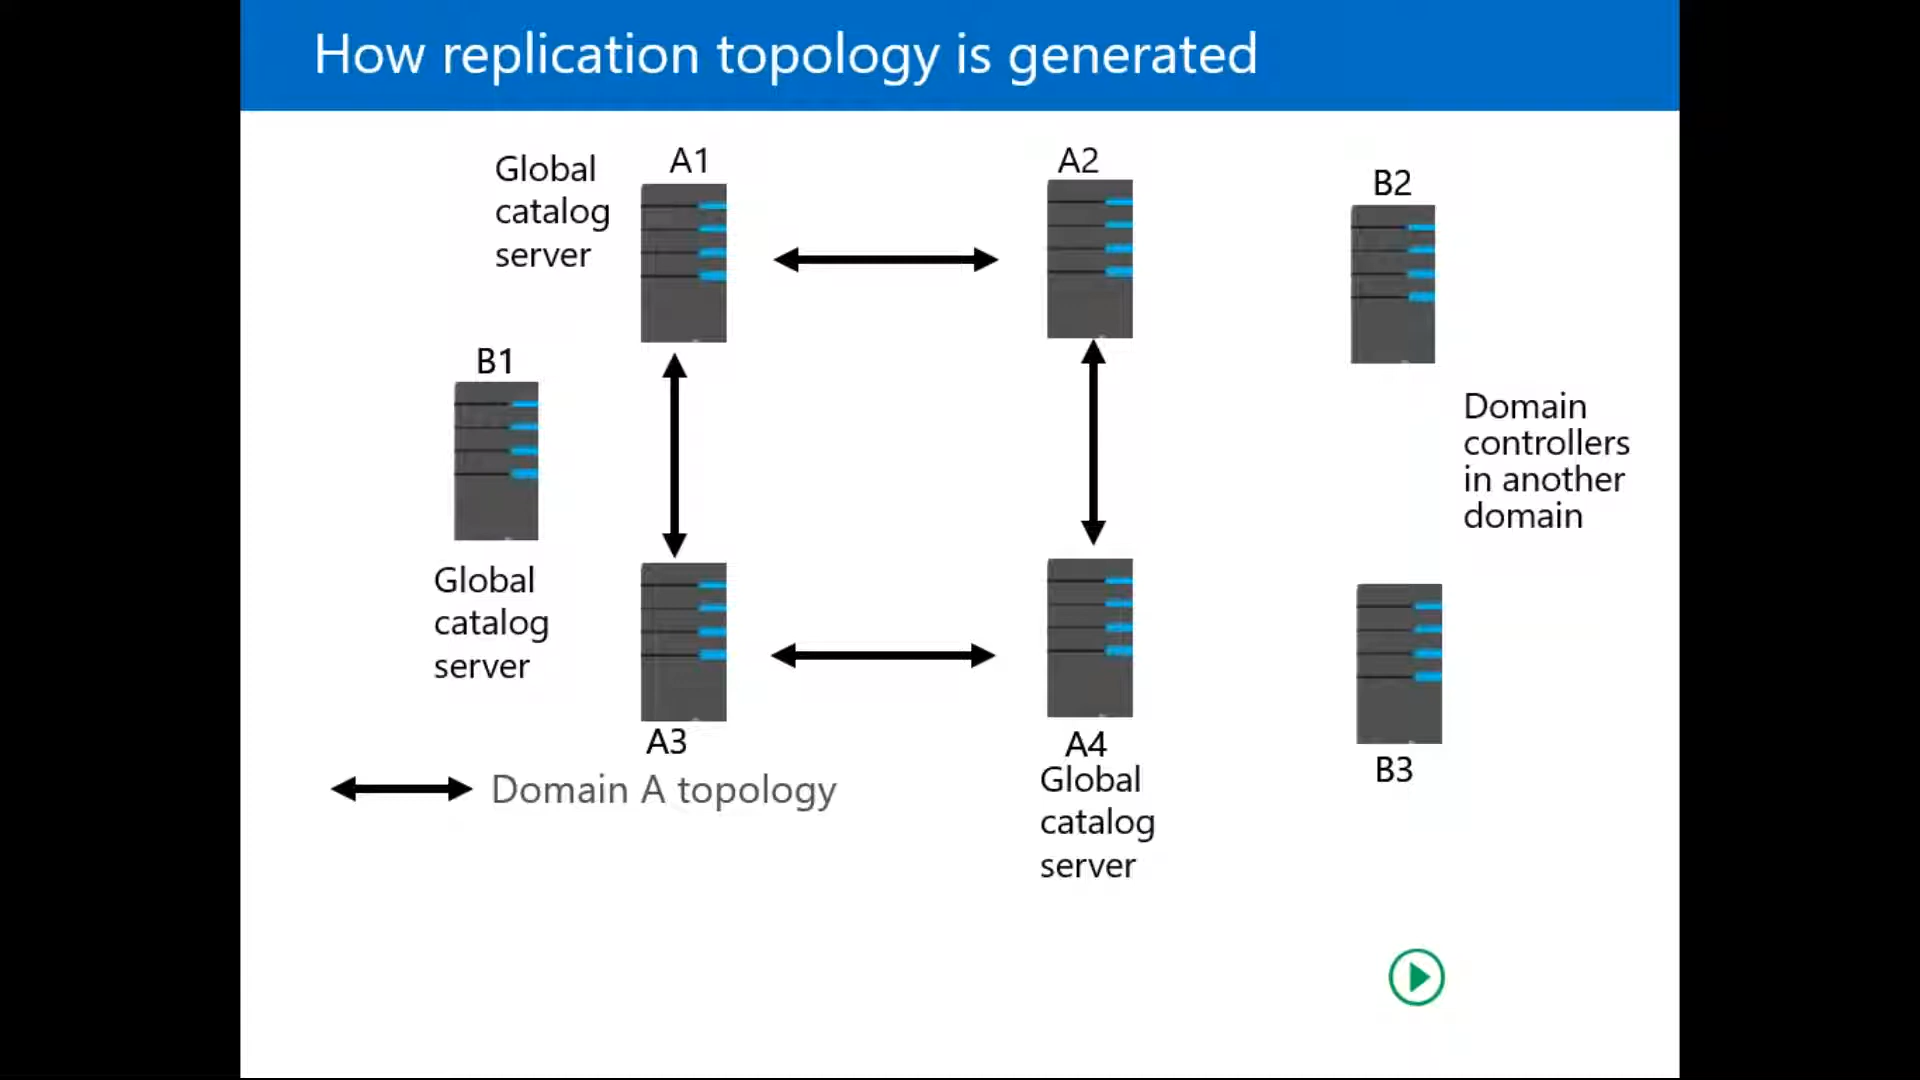 How replication topology is generated
Global
catalog
server
A1
A2
B2
B1
Global
catalog
server
Domain
controllers
in another
domain
A3
A4
Global
catalog
server
B3
Domain A topology